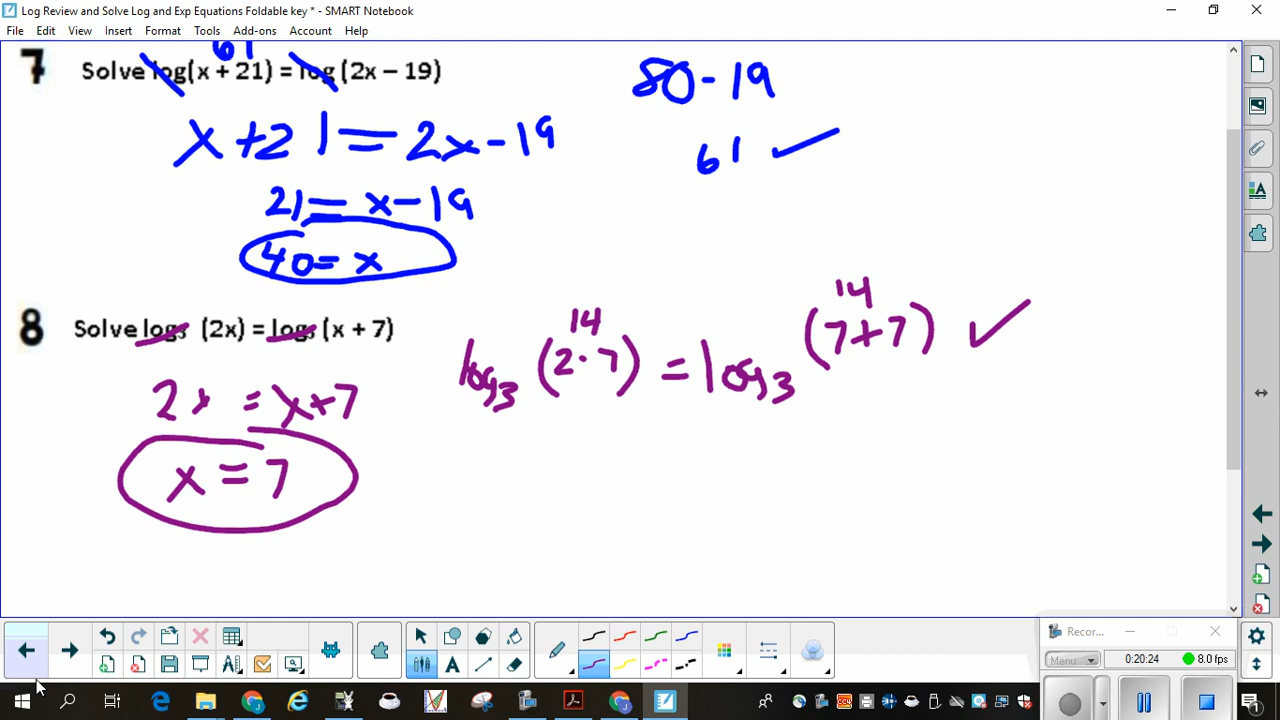 Log Review and Solve Log and Exp Equations Foldable key * - SMART Notebook
File Edit View Insert Format Tools Add-ons Account Help
61
7 Solve log(x + 21) = log (2x – 19)
80-19
x+21=2x-19
61 ✓
21=x-19
40=x
14 14
8 Solve log₃ (2x) = log₃ (x + 7)
log₃(2·7)=log₃(7+7) ✓
2x=x+7
x=7
Recor...
Menu 0:20:24 8.0 fps